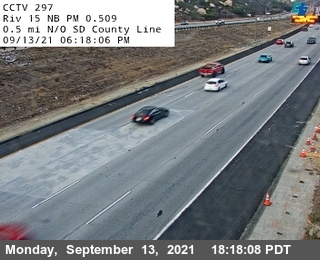 CCTV 297
Riv 15 NB PM 0.509
0.5 mi N/O SD County Line
09/13/21 06:18:06 PM
Monday, September 13, 2021 18:18:08 PDT